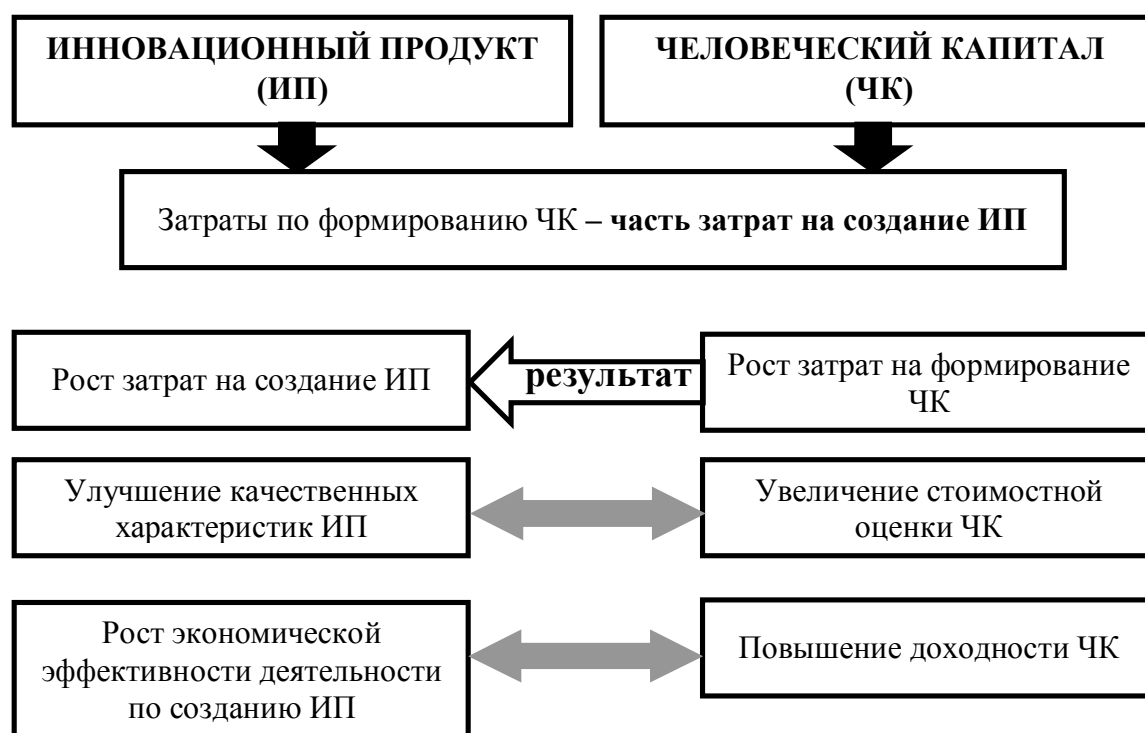 ИННОВАЦИОННЫЙ ПРОДУКТ
(ИП)
ЧЕЛОВЕЧЕСКИЙ КАПИТАЛ
(ЧК)
Затраты по формированию ЧК – часть затрат на создание ИП
Рост затрат на создание ИП
результат
Рост затрат на формирование
ЧК
Улучшение качественных
характеристик ИП
Увеличение стоимостной
оценки ЧК
Рост экономической
эффективности деятельности
по созданию ИП
Повышение доходности ЧК